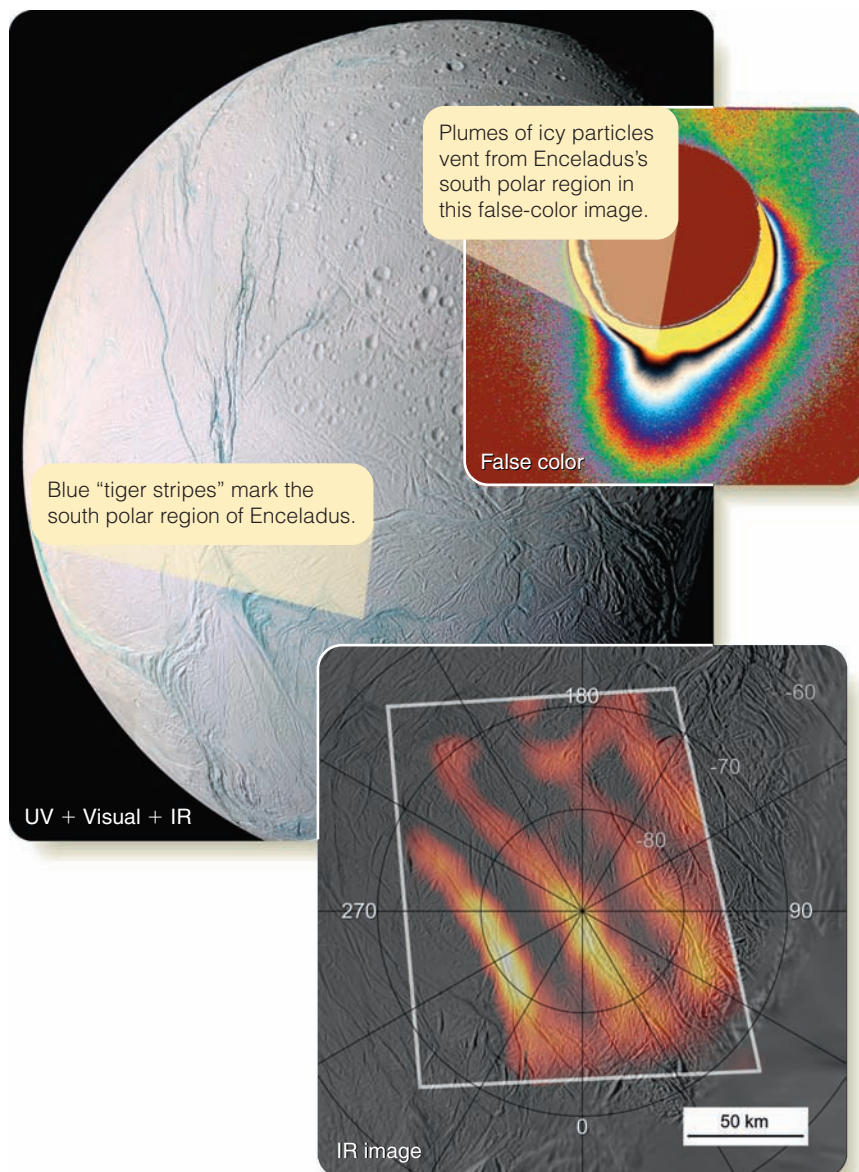 Plumes of icy particles
vent from Enceladus's
south polar region in
this false-color image.
False color
Blue “tiger stripes” mark the
south polar region of Enceladus.
UV + Visual + IR
180
-60
-70
-80
270
90
0
50 km
IR image